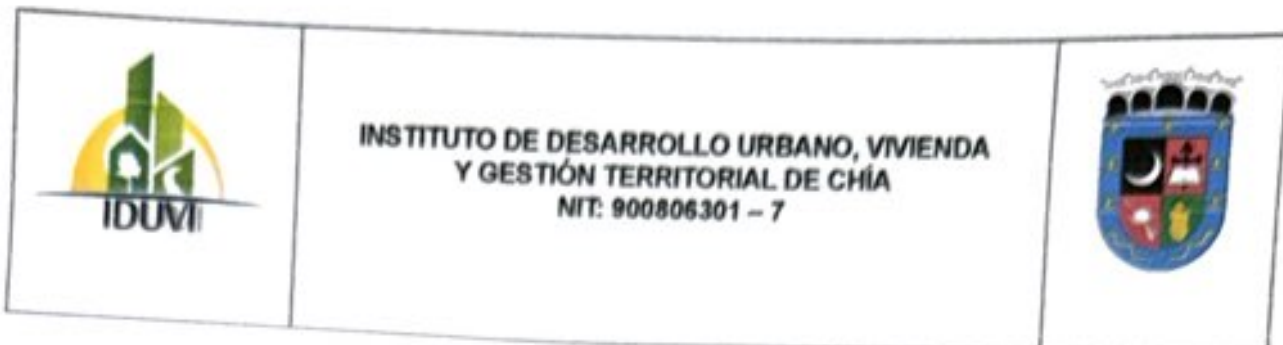 IDUVI
INSTITUTO DE DESARROLLO URBANO, VIVIENDA
Y GESTIÓN TERRITORIAL DE CHÍA
NIT: 900806301 – 7